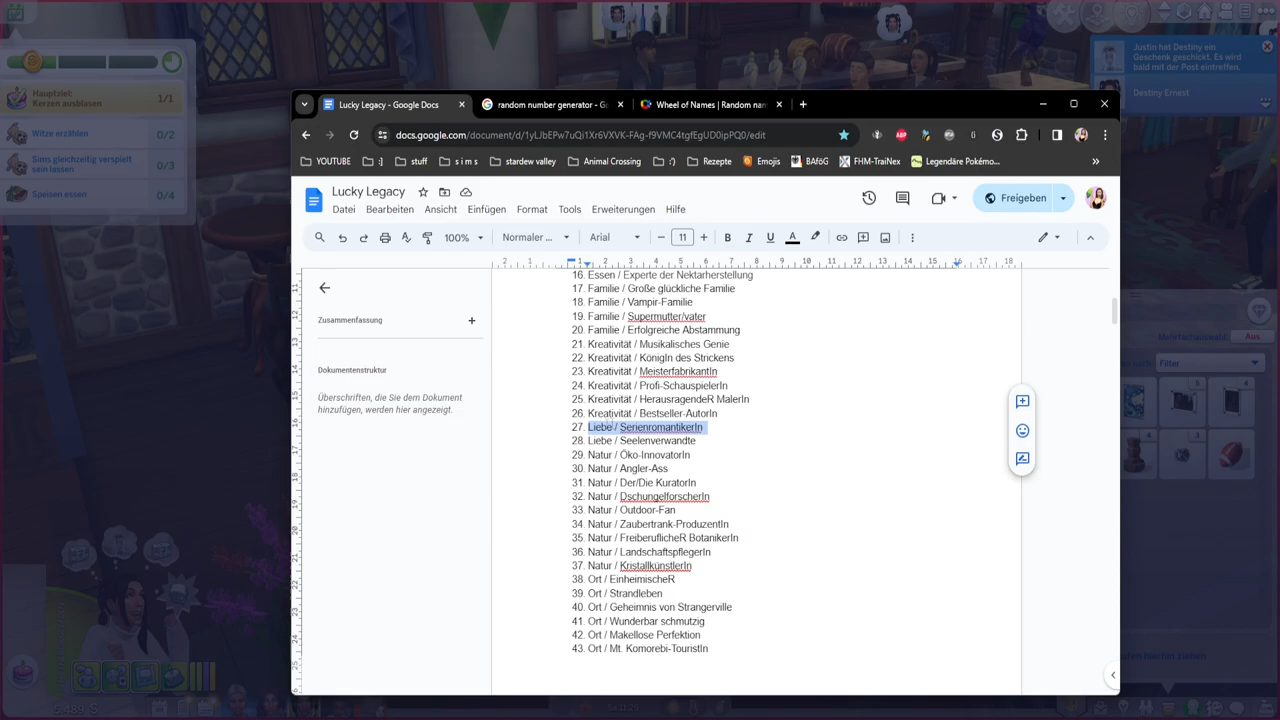 Hauptziel:
Kerzen ausblasen 1/1
Witze erzählen 0/2
Sims gleichzeitig verspielt
sein lassen 0/3
Speisen essen 0/4
Justin hat Destiny ein
Geschenk geschickt. Es wird
bald mit der Post eintreffen.
Destiny Ernest
Lucky Legacy - Google Docs
random number generator - Go
Wheel of Names | Random nam
docs.google.com/document/d/1yLJbEPw7uQi1Xr6VXVK-FAg-f9VMC4tgfEgUD0ipPQ0/edit
YOUTUBE
:]
stuff
s i m s
stardew valley
Animal Crossing
:')
Rezepte
Emojis
BAföG
FHM-TraiNex
Legendäre Pokémo...
Lucky Legacy
Datei Bearbeiten Ansicht Einfügen Format Tools Erweiterungen Hilfe
Freigeben
100% Normaler ... Arial 11
Zusammenfassung
Dokumentenstruktur
Überschriften, die Sie dem Dokument
hinzufügen, werden hier angezeigt.
16. Essen / Experte der Nektarherstellung
17. Familie / Große glückliche Familie
18. Familie / Vampir-Familie
19. Familie / Supermutter/vater
20. Familie / Erfolgreiche Abstammung
21. Kreativität / Musikalisches Genie
22. Kreativität / KönigIn des Strickens
23. Kreativität / MeisterfabrikantIn
24. Kreativität / Profi-SchauspielerIn
25. Kreativität / HerausragendeR MalerIn
26. Kreativität / Bestseller-AutorIn
27. Liebe / SerienromantikerIn
28. Liebe / Seelenverwandte
29. Natur / Öko-InnovatorIn
30. Natur / Angler-Ass
31. Natur / Der/Die KuratorIn
32. Natur / DschungelforscherIn
33. Natur / Outdoor-Fan
34. Natur / Zaubertrank-ProduzentIn
35. Natur / FreiberuflicheR BotanikerIn
36. Natur / LandschaftspflegerIn
37. Natur / KristallkünstlerIn
38. Ort / EinheimischeR
39. Ort / Strandleben
40. Ort / Geheimnis von Strangerville
41. Ort / Wunderbar schmutzig
42. Ort / Makellose Perfektion
43. Ort / Mt. Komorebi-TouristIn
Mehrfachauswahl: Aus
Filter